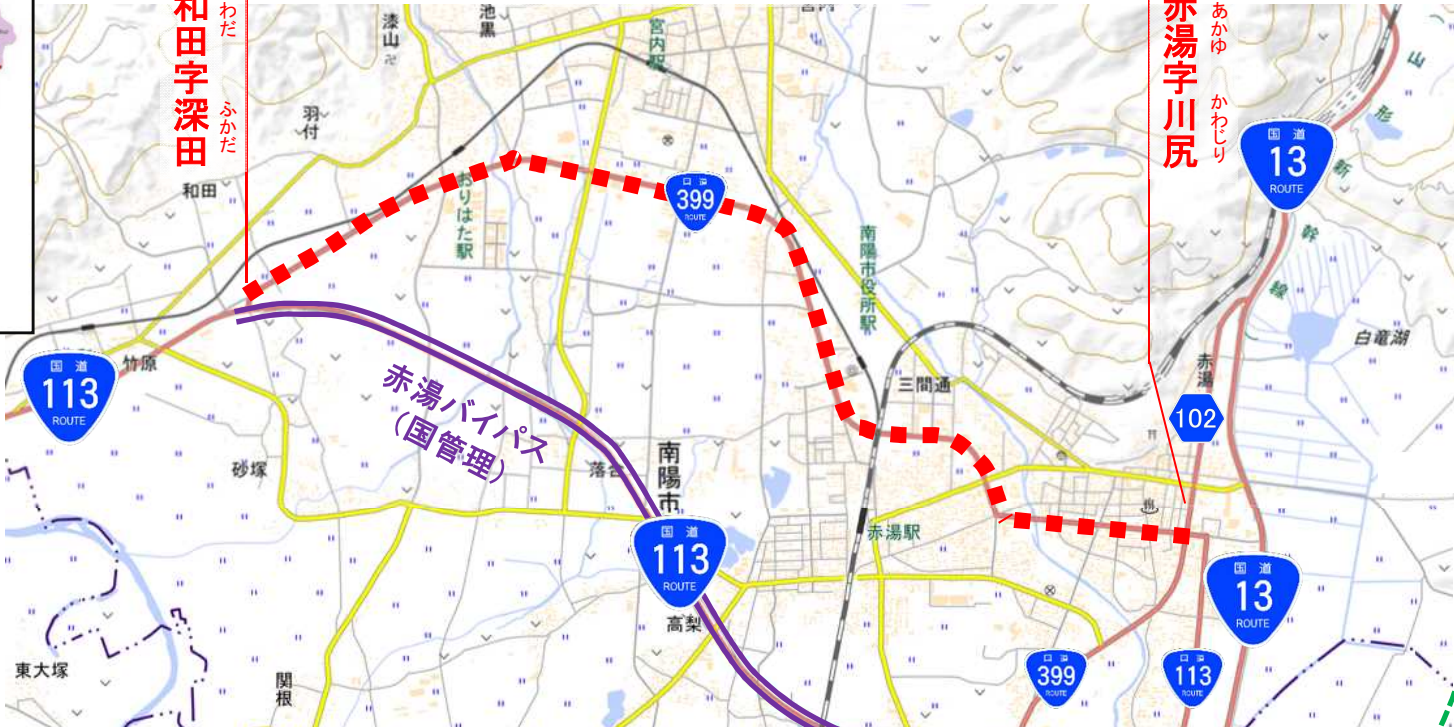 和田字深田
わだ
ふかだ
赤湯字川尻
あかゆ
かわじり
漆山
池黒
宮内駅
宮内
羽付
和田
おりはた駅
国道
399
ROUTE
南陽市役所駅
国道
13
ROUTE
山形新幹線
白竜湖
竹原
国道
113
ROUTE
赤湯バイパス
(国管理)
三間通
赤湯
102
砂塚
落合
南陽市
赤湯駅
国道
113
ROUTE
国道
13
ROUTE
高梨
東大塚
関根
国道
399
ROUTE
国道
113
ROUTE